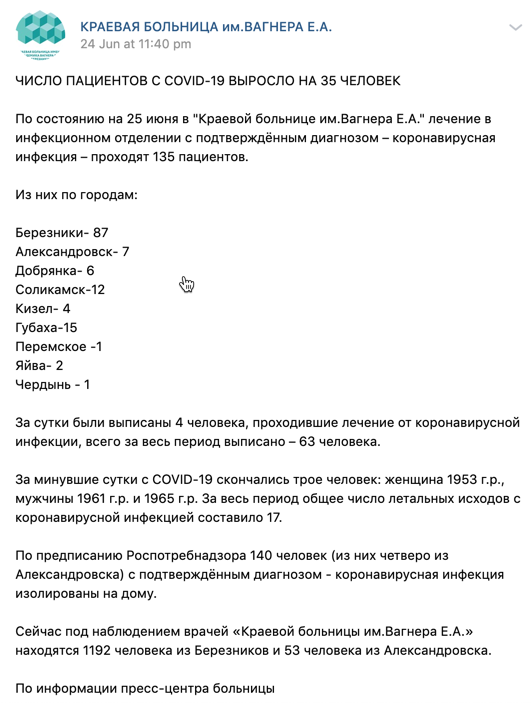 КРАЕВАЯ БОЛЬНИЦА им.ВАГНЕРА Е.А.
24 Jun at 11:40 pm
ЧИСЛО ПАЦИЕНТОВ С COVID-19 ВЫРОСЛО НА 35 ЧЕЛОВЕК
По состоянию на 25 июня в "Краевой больнице им.Вагнера Е.А." лечение в
инфекционном отделении с подтверждённым диагнозом – коронавирусная
инфекция – проходят 135 пациентов.
Из них по городам:
Березники- 87
Александровск- 7
Добрянка- 6
Соликамск-12
Кизел- 4
Губаха-15
Перемское -1
Яйва- 2
Чердынь - 1
За сутки были выписаны 4 человека, проходившие лечение от коронавирусной
инфекции, всего за весь период выписано – 63 человека.
За минувшие сутки с COVID-19 скончались трое человек: женщина 1953 г.р.,
мужчины 1961 г.р. и 1965 г.р. За весь период общее число летальных исходов с
коронавирусной инфекцией составило 17.
По предписанию Роспотребнадзора 140 человек (из них четверо из
Александровска) с подтверждённым диагнозом - коронавирусная инфекция
изолированы на дому.
Сейчас под наблюдением врачей «Краевой больницы им.Вагнера Е.А.»
находятся 1192 человека из Березников и 53 человека из Александровска.
По информации пресс-центра больницы